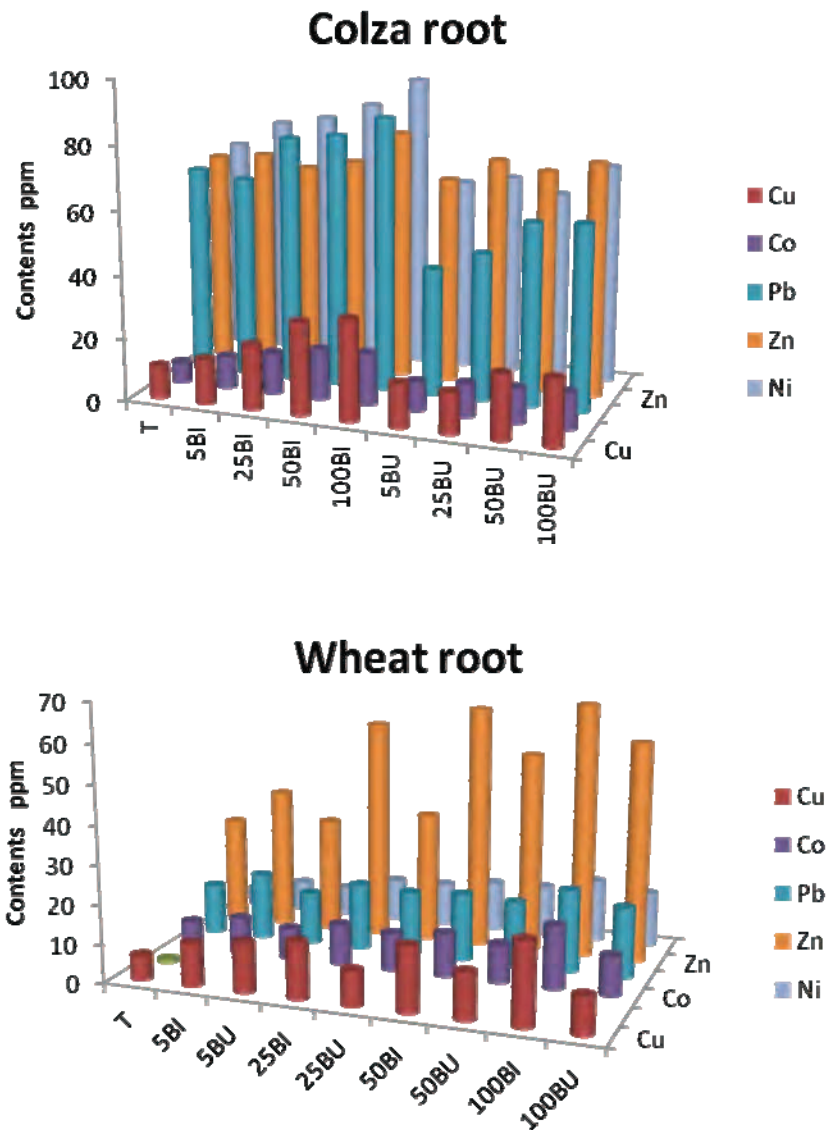 Colza root
100
80
60
40
20
0
Contents ppm
T
5BI
25BI
50BI
100BI
5BU
25BU
50BU
100BU
Zn
Cu
Cu
Co
Pb
Zn
Ni
Wheat root
70
60
50
40
30
20
10
0
Contents ppm
T
5BI
5BU
25BI
25BU
50BI
50BU
100BI
100BU
Zn
Co
Cu
Cu
Co
Pb
Zn
Ni